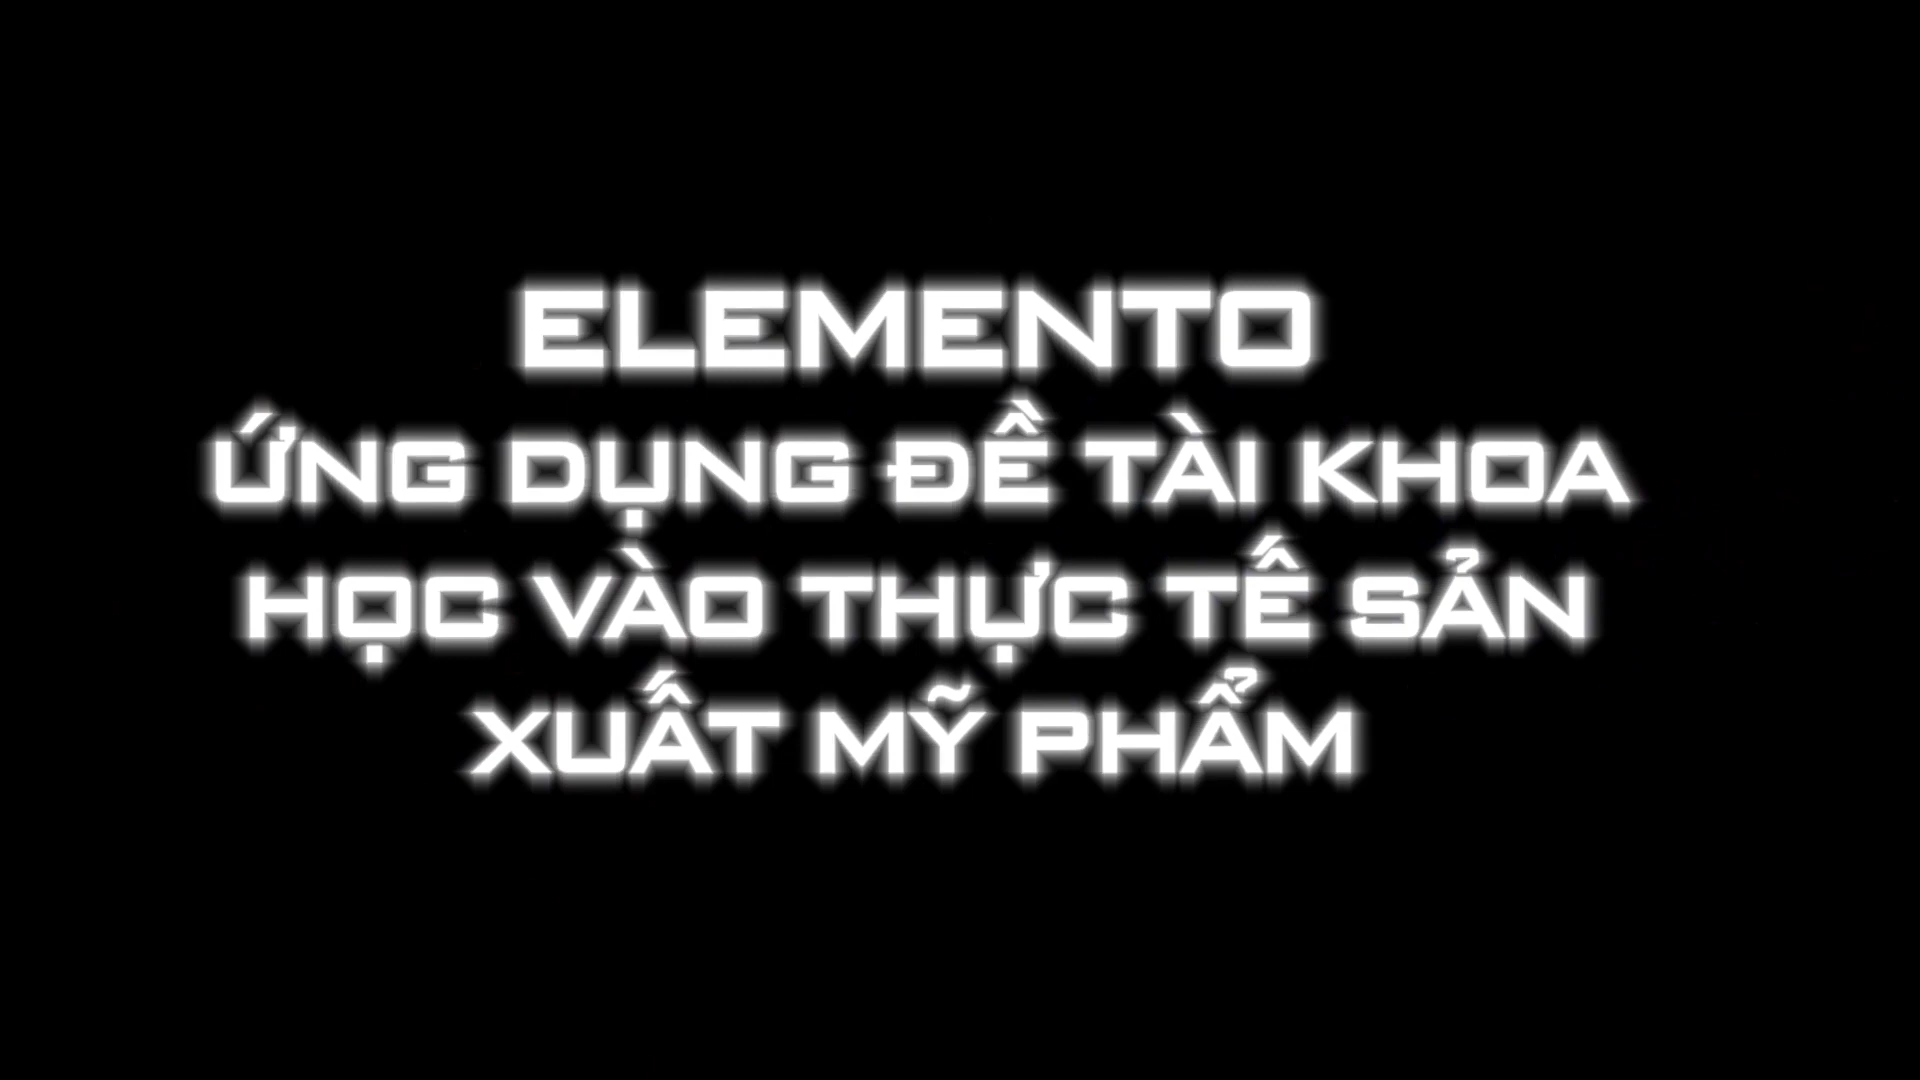 ELEMENTO
ỨNG DỤNG ĐỀ TÀI KHOA
HỌC VÀO THỰC TẾ SẢN
XUẤT MỸ PHẨM